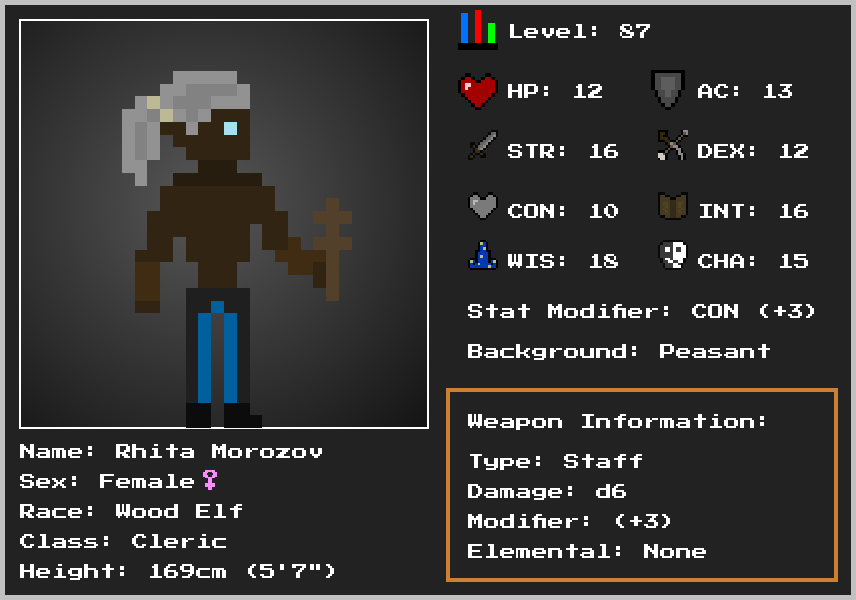 Level: 87
HP: 12 AC: 13
STR: 16 DEX: 12
CON: 10 INT: 16
WIS: 18 CHA: 15
Stat Modifier: CON (+3)
Background: Peasant
Weapon Information:
Type: Staff
Damage: d6
Modifier: (+3)
Elemental: None
Name: Rhita Morozov
Sex: Female♀
Race: Wood Elf
Class: Cleric
Height: 169cm (5'7")